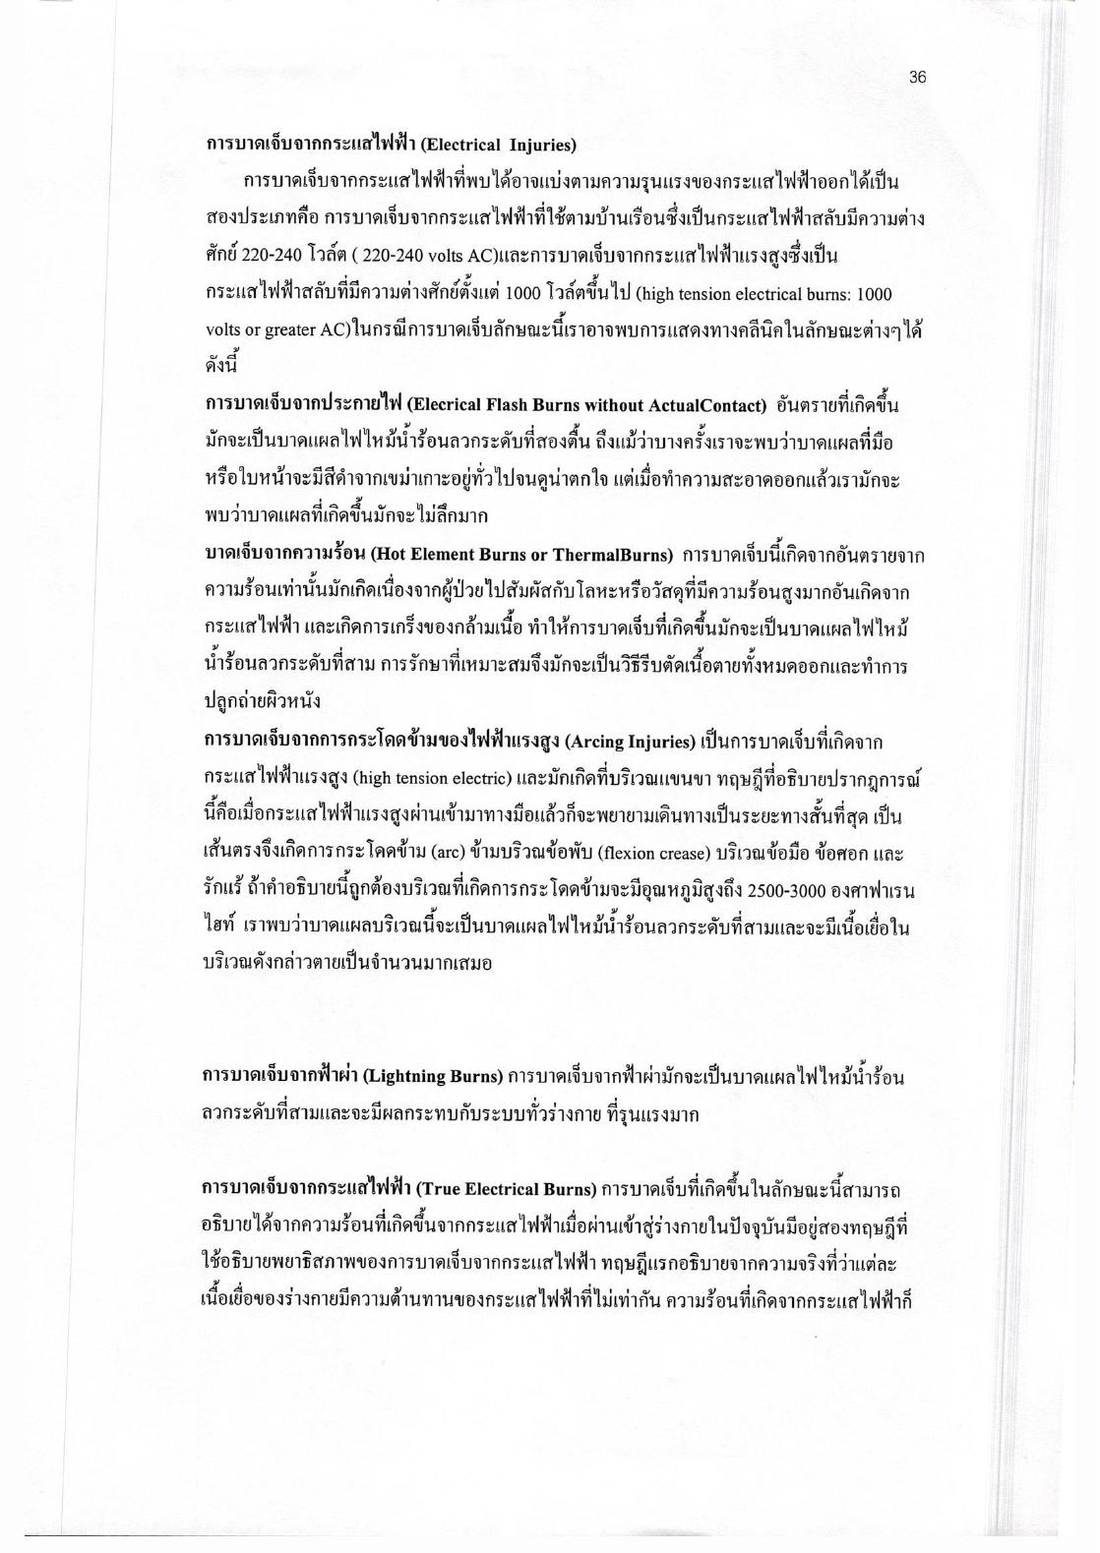 36
การบาดเจ็บจากกระแสไฟฟ้า (Electrical Injuries)
การบาดเจ็บจากกระแสไฟฟ้าที่พบได้อาจแบ่งตามความรุนแรงของกระแสไฟฟ้าออกได้เป็น
สองประเภทคือ การบาดเจ็บจากกระแสไฟฟ้าที่ใช้ตามบ้านเรือนซึ่งเป็นกระแสไฟฟ้าสลับมีความต่าง
ศักย์ 220-240 โวล์ต ( 220-240 volts AC)และการบาดเจ็บจากกระแสไฟฟ้าแรงสูงซึ่งเป็น
กระแสไฟฟ้าสลับที่มีความต่างศักย์ตั้งแต่ 1000 โวล์ตขึ้นไป (high tension electrical burns: 1000
volts or greater AC)ในกรณีการบาดเจ็บลักษณะนี้เราอาจพบการแสดงทางคลีนิคในลักษณะต่างๆได้
ดังนี้
การบาดเจ็บจากประกายไฟ (Elecrical Flash Burns without ActualContact) อันตรายที่เกิดขึ้น
มักจะเป็นบาดแผลไฟไหม้น้ำร้อนลวกระดับที่สองตื้น ถึงแม้ว่าบางครั้งเราจะพบว่าบาดแผลที่มือ
หรือใบหน้าจะมีสีดำจากเขม่าเกาะอยู่ทั่วไปจนดูน่าตกใจ แต่เมื่อทำความสะอาดออกแล้วเรามักจะ
พบว่าบาดแผลที่เกิดขึ้นมักจะไม่ลึกมาก
บาดเจ็บจากความร้อน (Hot Element Burns or ThermalBurns) การบาดเจ็บนี้เกิดจากอันตรายจาก
ความร้อนเท่านั้นมักเกิดเนื่องจากผู้ป่วยไปสัมผัสกับโลหะหรือวัสดุที่มีความร้อนสูงมากอันเกิดจาก
กระแสไฟฟ้า และเกิดการเกร็งของกล้ามเนื้อ ทำให้การบาดเจ็บที่เกิดขึ้นมักจะเป็นบาดแผลไฟไหม้
น้ำร้อนลวกระดับที่สาม การรักษาที่เหมาะสมจึงมักจะเป็นวิธีรีบตัดเนื้อตายทั้งหมดออกและทำการ
ปลูกถ่ายผิวหนัง
การบาดเจ็บจากการกระโดดข้ามของไฟฟ้าแรงสูง (Arcing Injuries) เป็นการบาดเจ็บที่เกิดจาก
กระแสไฟฟ้าแรงสูง (high tension electric) และมักเกิดที่บริเวณแขนขา ทฤษฎีที่อธิบายปรากฎการณ์
นี้คือเมื่อกระแสไฟฟ้าแรงสูงผ่านเข้ามาทางมือแล้วก็จะพยายามเดินทางเป็นระยะทางสั้นที่สุด เป็น
เส้นตรงจึงเกิดการกระโดดข้าม (arc) ข้ามบริวณข้อพับ (flexion crease) บริเวณข้อมือ ข้อศอก และ
รักแร้ ถ้าคำอธิบายนี้ถูกต้องบริเวณที่เกิดการกระโดดข้ามจะมีอุณหภูมิสูงถึง 2500-3000 องศาฟาเรน
ไฮท์ เราพบว่าบาดแผลบริเวณนี้จะเป็นบาดแผลไฟไหม้น้ำร้อนลวกระดับที่สามและจะมีเนื้อเยื่อใน
บริเวณดังกล่าวตายเป็นจำนวนมากเสมอ
การบาดเจ็บจากฟ้าผ่า (Lightning Burns) การบาดเจ็บจากฟ้าผ่ามักจะเป็นบาดแผลไฟไหม้น้ำร้อน
ลวกระดับที่สามและจะมีผลกระทบกับระบบทั่วร่างกาย ที่รุนแรงมาก
การบาดเจ็บจากกระแสไฟฟ้า (True Electrical Burns) การบาดเจ็บที่เกิดขึ้นในลักษณะนี้สามารถ
อธิบายได้จากความร้อนที่เกิดขึ้นจากกระแสไฟฟ้าเมื่อผ่านเข้าสู่ร่างกายในปัจจุบันมีอยู่สองทฤษฎีที่
ใช้อธิบายพยาธิสภาพของการบาดเจ็บจากกระแสไฟฟ้า ทฤษฎีแรกอธิบายจากความจริงที่ว่าแต่ละ
เนื้อเยื่อของร่างกายมีความต้านทานของกระแสไฟฟ้าที่ไม่เท่ากัน ความร้อนที่เกิดจากกระแสไฟฟ้าก็